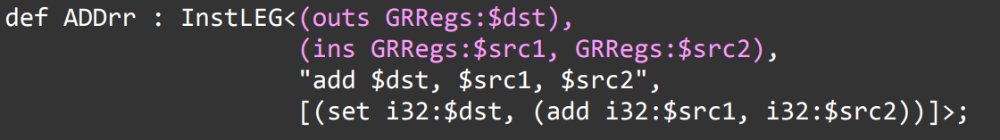 def ADDrr : InstLEG<(outs GRRegs:$dst),
(ins GRRegs:$src1, GRRegs:$src2),
"add $dst, $src1, $src2",
[(set i32:$dst, (add i32:$src1, i32:$src2))]>;